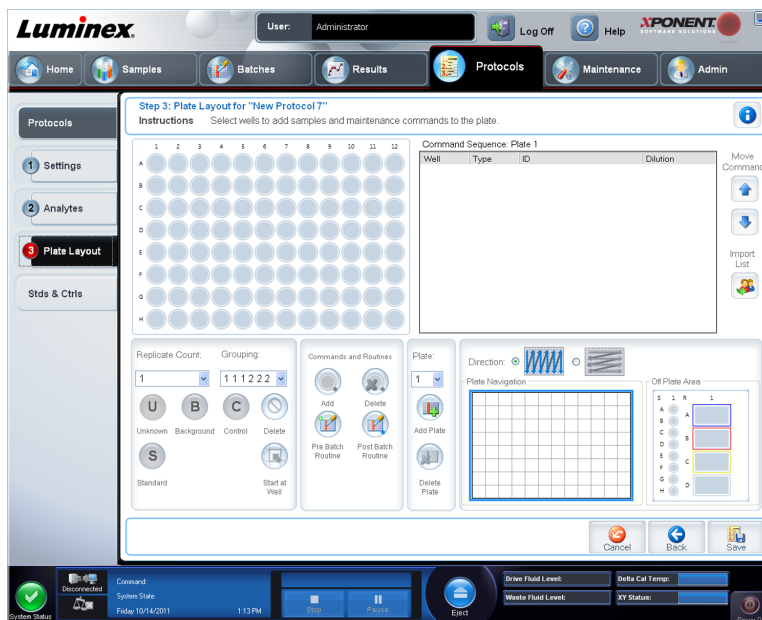 Luminex.
User:
Administrator
Log Off
Help
XPONENT.
SOFTWARE SOLUTIONS
Home
Samples
Batches
Results
Protocols
Maintenance
Admin
Protocols
1 Settings
2 Analytes
3 Plate Layout
Stds & Ctrls
Step 3: Plate Layout for "New Protocol 7"
Instructions Select wells to add samples and maintenance commands to the plate.
1 2 3 4 5 6 7 8 9 10 11 12
A
B
C
D
E
F
G
H
Command Sequence: Plate 1
Well Type ID Dilution
Move
Command
Import
List
Replicate Count: Grouping:
1 1 1 1 2 2 2
U B C
Unknown Background Control Delete
S
Standard Start at
Well
Commands and Routines
Add Delete
Pre Batch
Routine
Post Batch
Routine
Plate:
1
Add Plate
Delete
Plate
Direction:
Plate Navigation
Off Plate Area
S 1 R 1
A
B
C
D
E
F
G
H
A
B
C
D
Cancel
Back
Save
Disconnected
System Status
Command:
System State:
Friday 10/14/2011 1:13 PM
Stop
Pause
Eject
Drive Fluid Level:
Waste Fluid Level:
Delta Cal Temp:
XY Status: